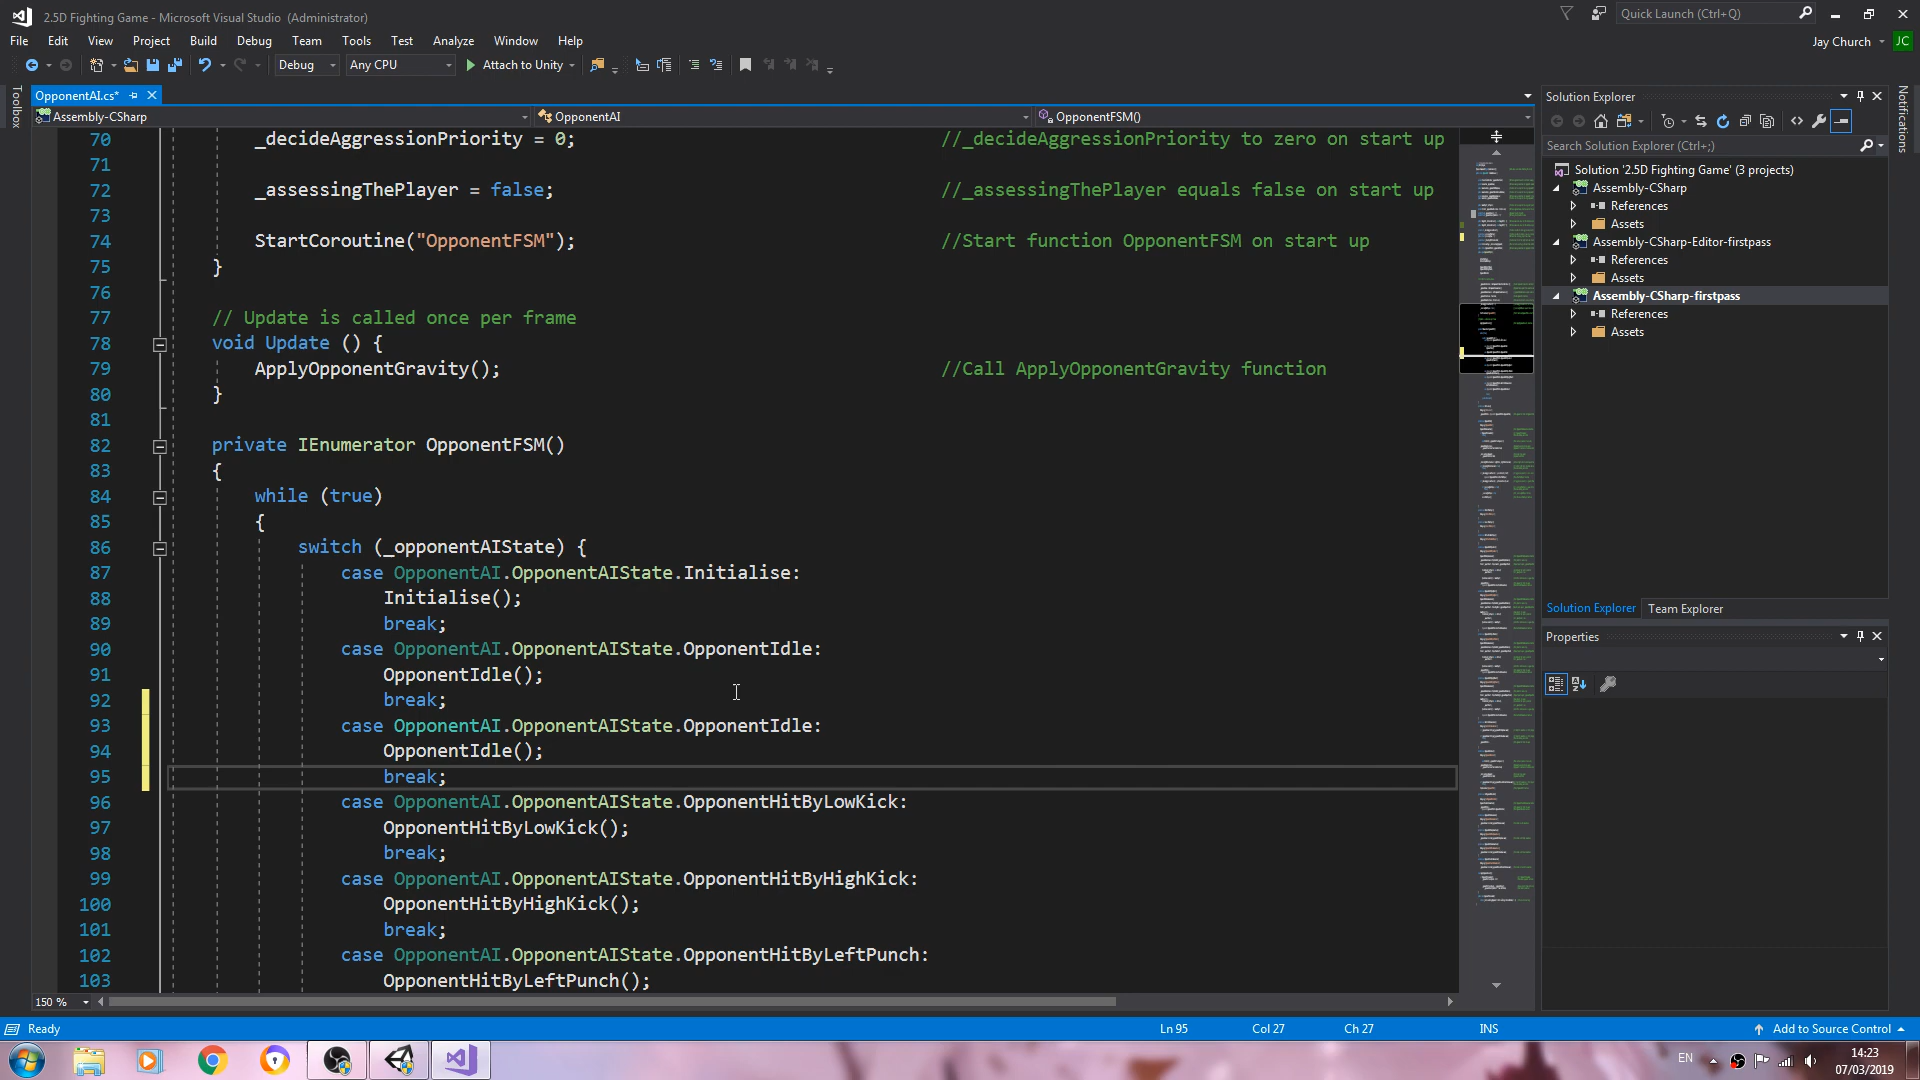 2.5D Fighting Game - Microsoft Visual Studio (Administrator)
Quick Launch (Ctrl+Q)
File Edit View Project Build Debug Team Tools Test Analyze Window Help
Jay Church JC
Debug Any CPU Attach to Unity
Toolbox
OpponentAI.cs*
Assembly-CSharp OpponentAI OpponentFSM()
70 _decideAggressionPriority = 0; //_decideAggressionPriority to zero on start up
71
72 _assessingThePlayer = false; //_assessingThePlayer equals false on start up
73
74 StartCoroutine("OpponentFSM"); //Start function OpponentFSM on start up
75 }
76
77 // Update is called once per frame
78 void Update () {
79 ApplyOpponentGravity(); //Call ApplyOpponentGravity function
80 }
81
82 private IEnumerator OpponentFSM()
83 {
84 while (true)
85 {
86 switch (_opponentAIState) {
87 case OpponentAI.OpponentAIState.Initialise:
88 Initialise();
89 break;
90 case OpponentAI.OpponentAIState.OpponentIdle:
91 OpponentIdle();
92 break;
93 case OpponentAI.OpponentAIState.OpponentIdle:
94 OpponentIdle();
95 break;
96 case OpponentAI.OpponentAIState.OpponentHitByLowKick:
97 OpponentHitByLowKick();
98 break;
99 case OpponentAI.OpponentAIState.OpponentHitByHighKick:
100 OpponentHitByHighKick();
101 break;
102 case OpponentAI.OpponentAIState.OpponentHitByLeftPunch:
103 OpponentHitByLeftPunch();
150 %
Solution Explorer
Search Solution Explorer (Ctrl+;)
Solution '2.5D Fighting Game' (3 projects)
Assembly-CSharp
References
Assets
Assembly-CSharp-Editor-firstpass
References
Assets
Assembly-CSharp-firstpass
References
Assets
Solution Explorer Team Explorer
Properties
Notifications
Ready Ln 95 Col 27 Ch 27 INS Add to Source Control
EN 14:23
07/03/2019